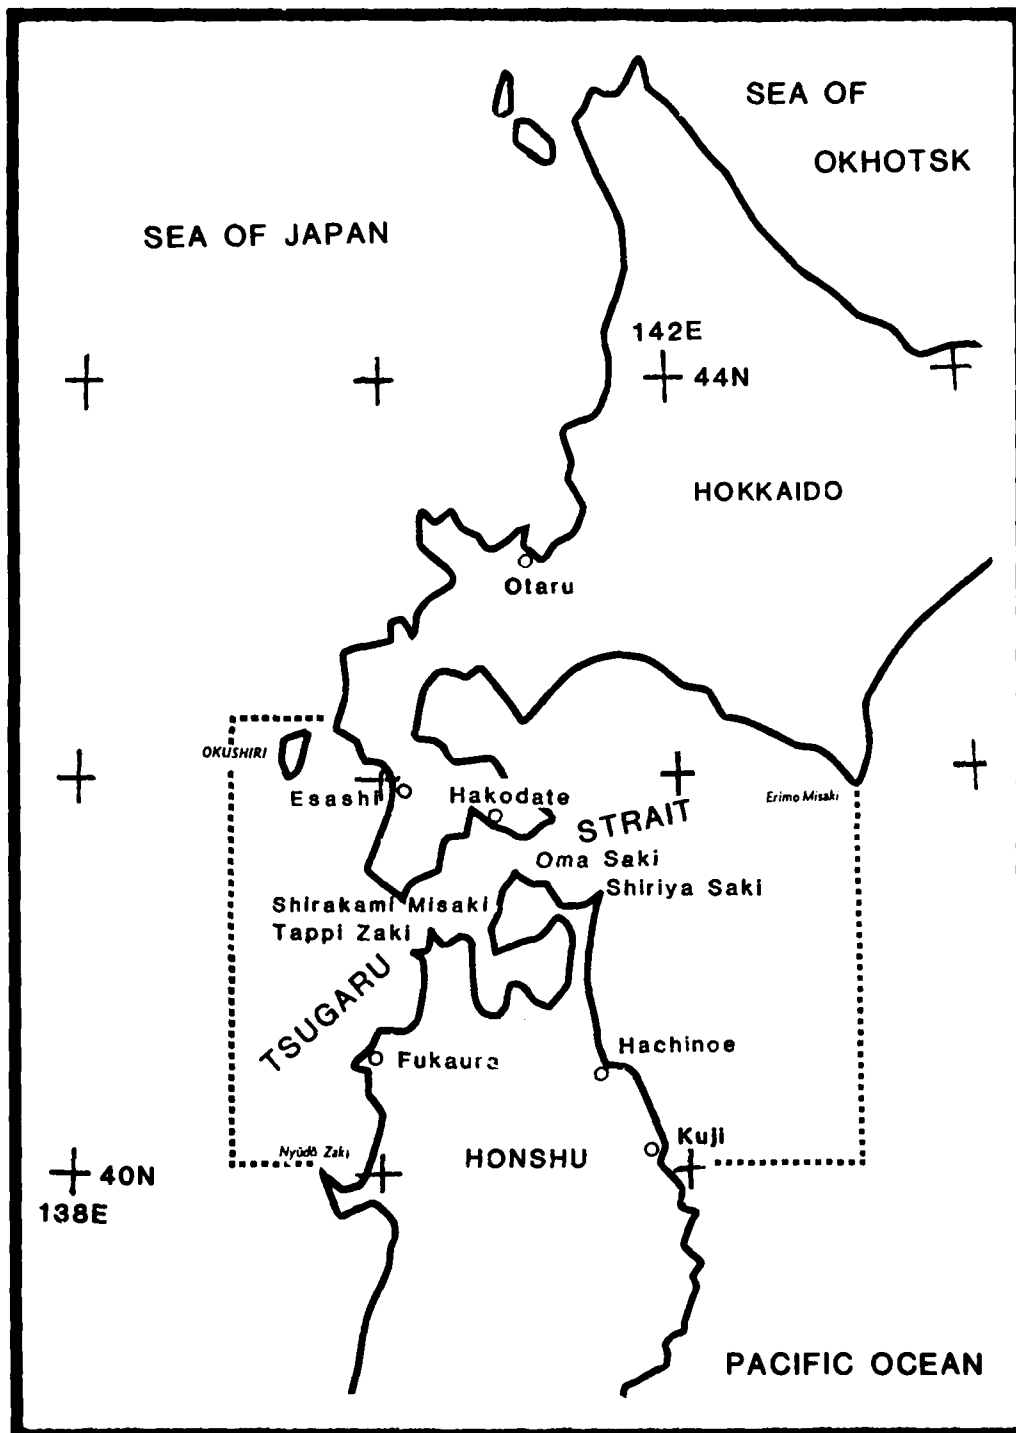 SEA OF
OKHOTSK
SEA OF JAPAN
142E
44N
HOKKAIDO
Otaru
OKUSHIRI
Esashi
Hakodate
Erimo Misaki
STRAIT
Oma Saki
Shiriya Saki
Shirakami Misaki
Tappi Zaki
TSUGARU
Hachinoe
Fukaura
Kuji
Nyūdō Zaki
HONSHU
40N
138E
PACIFIC OCEAN